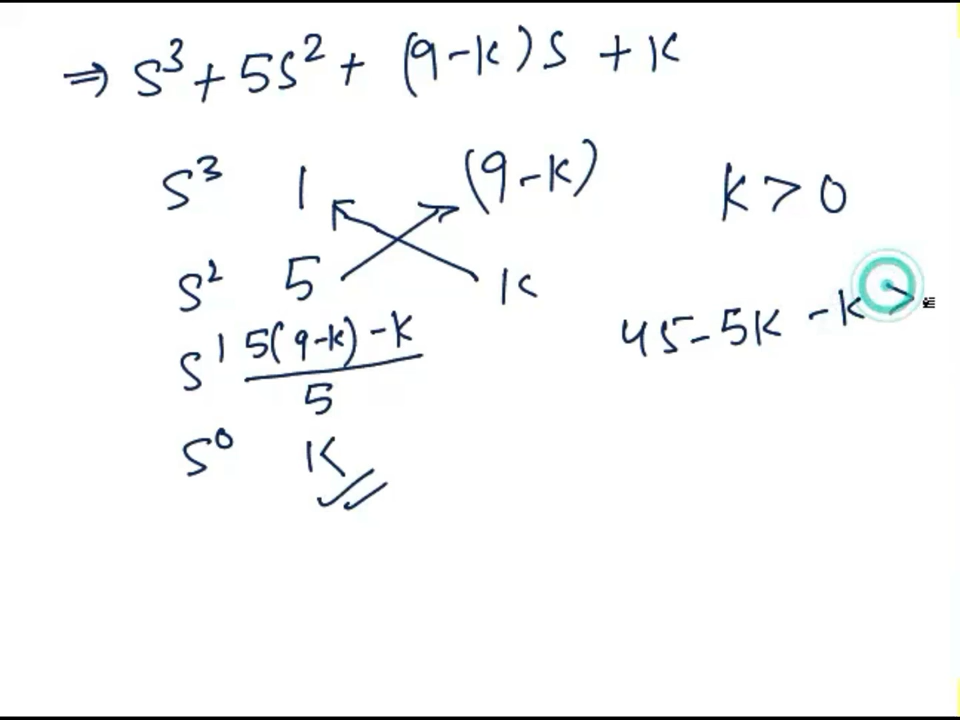 ⇒ S³ + 5S² + (9-K)S + K
S³ 1 (9-K) K > 0
S² 5 K
45 - 5K - K >
S¹ 5(9-K) - K / 5
S⁰ K